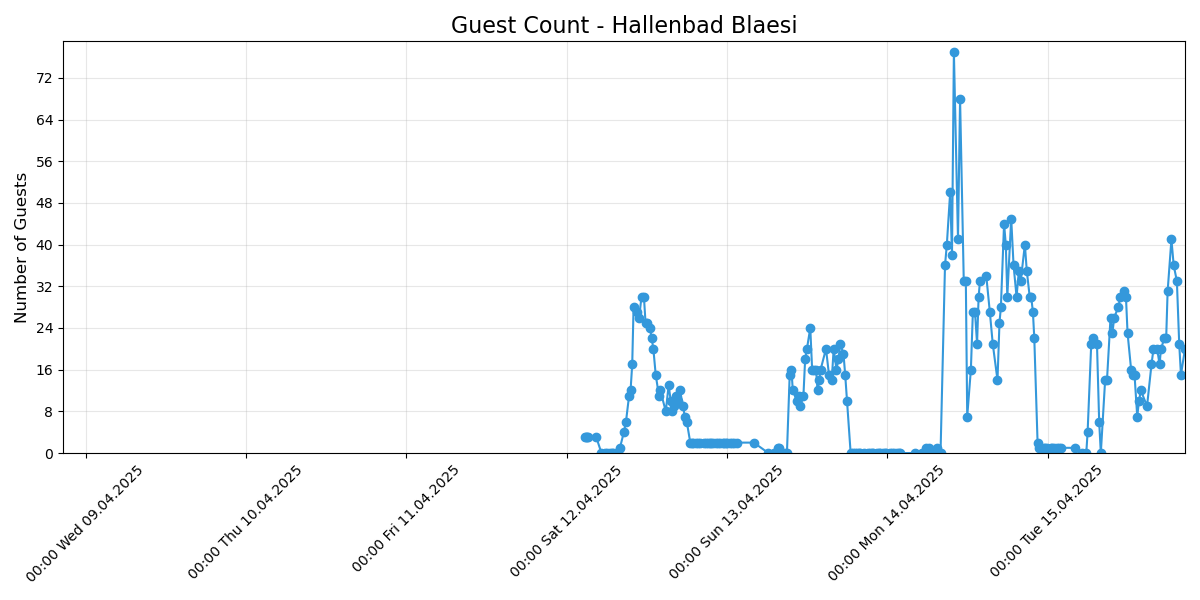 Guest Count - Hallenbad Blaesi
Number of Guests
72
64
56
48
40
32
24
16
8
0
00:00 Wed 09.04.2025
00:00 Thu 10.04.2025
00:00 Fri 11.04.2025
00:00 Sat 12.04.2025
00:00 Sun 13.04.2025
00:00 Mon 14.04.2025
00:00 Tue 15.04.2025